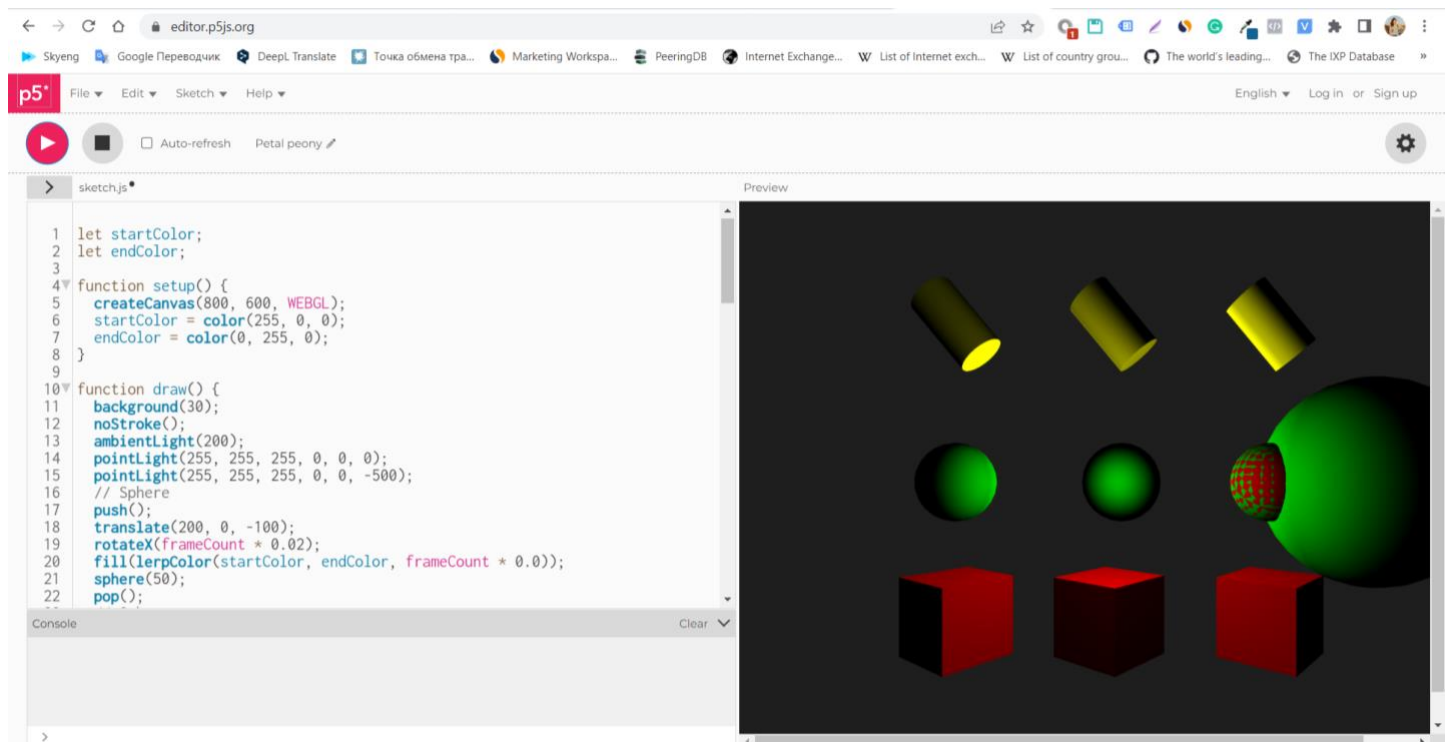 editor.p5js.org
Skyeng Google Переводчик DeepL Translate Точка обмена тра... Marketing Workspa... PeeringDB Internet Exchange... List of Internet exch... List of country grou... The world's leading... The IXP Database »
p5* File Edit Sketch Help English Log in or Sign up
Auto-refresh Petal peony
sketch.js Preview
1 let startColor;
2 let endColor;
3
4 function setup() {
5 createCanvas(800, 600, WEBGL);
6 startColor = color(255, 0, 0);
7 endColor = color(0, 255, 0);
8 }
9
10 function draw() {
11 background(30);
12 noStroke();
13 ambientLight(200);
14 pointLight(255, 255, 255, 0, 0, 0);
15 pointLight(255, 255, 255, 0, 0, -500);
16 // Sphere
17 push();
18 translate(200, 0, -100);
19 rotateX(frameCount * 0.02);
20 fill(lerpColor(startColor, endColor, frameCount * 0.0));
21 sphere(50);
22 pop();
Console Clear
>